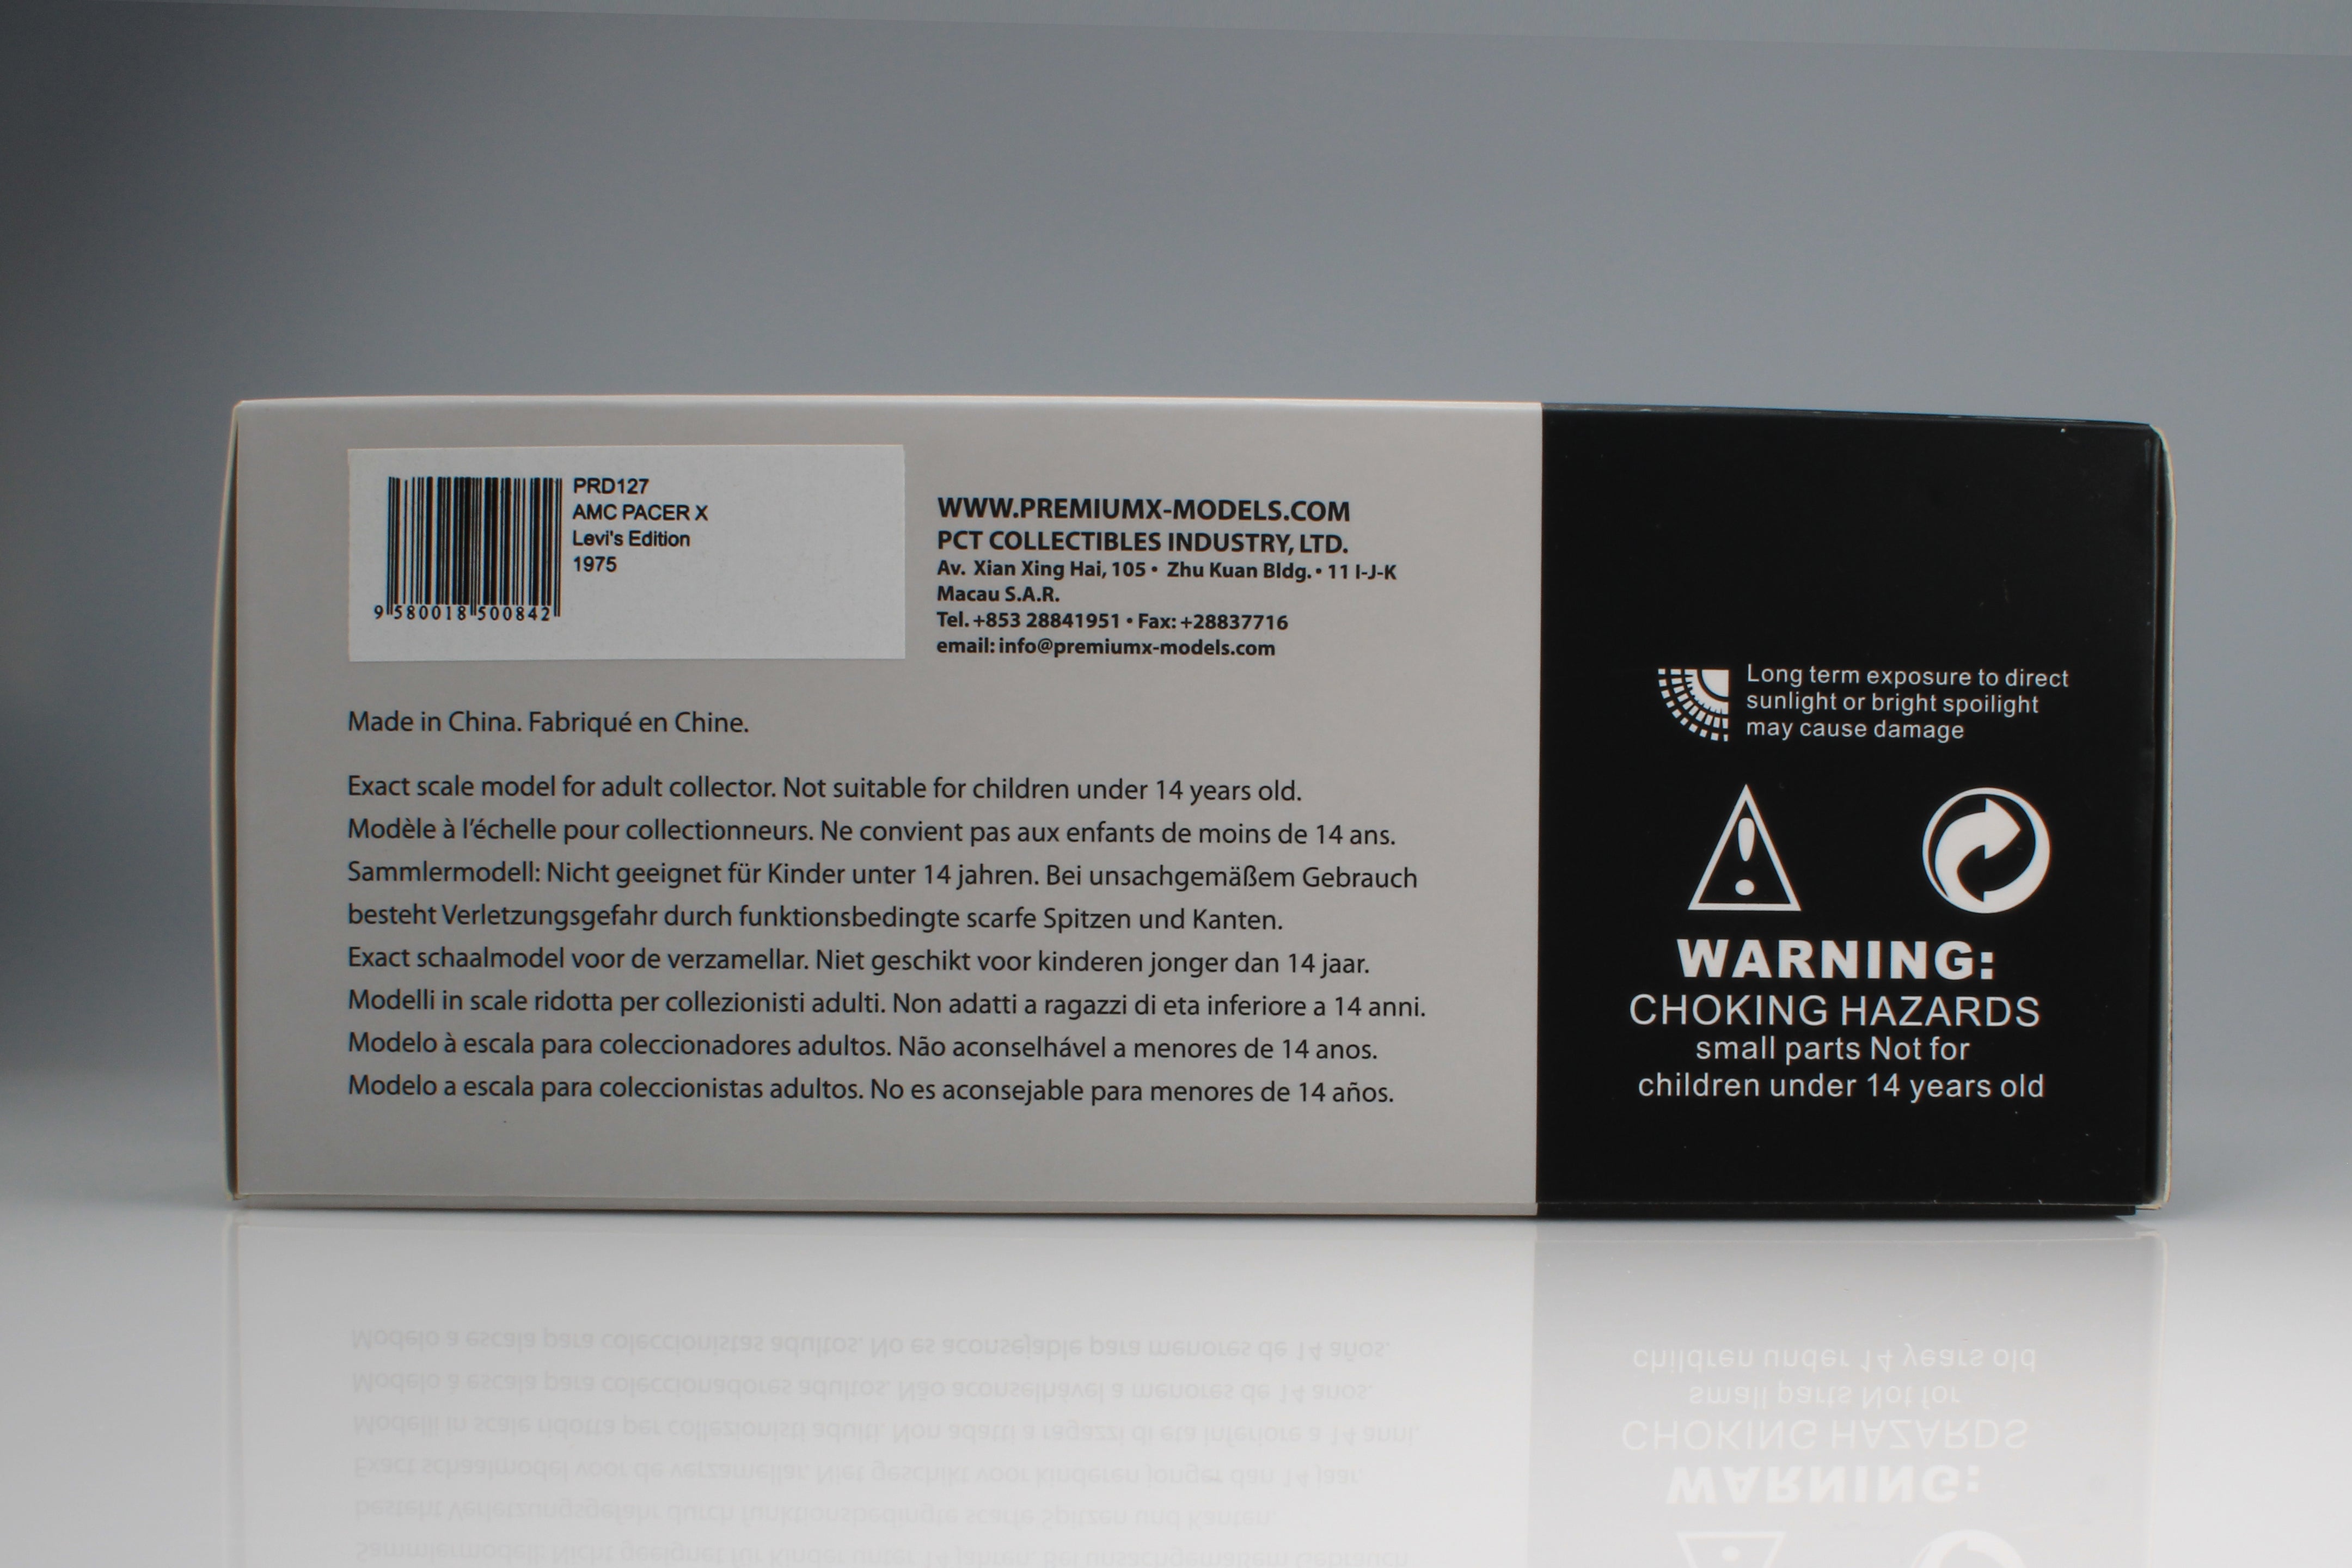 PRD127
AMC PACER X
Levi's Edition
1975
9 580018 500842
WWW.PREMIUMX-MODELS.COM
PCT COLLECTIBLES INDUSTRY, LTD.
Av. Xian Xing Hai, 105 • Zhu Kuan Bldg. • 11 I-J-K
Macau S.A.R.
Tel. +853 28841951 • Fax: +28837716
email: info@premiumx-models.com
Made in China. Fabriqué en Chine.
Exact scale model for adult collector. Not suitable for children under 14 years old.
Modèle à l'échelle pour collectionneurs. Ne convient pas aux enfants de moins de 14 ans.
Sammlermodell: Nicht geeignet für Kinder unter 14 jahren. Bei unsachgemäßem Gebrauch
besteht Verletzungsgefahr durch funktionsbedingte scarfe Spitzen und Kanten.
Exact schaalmodel voor de verzamellar. Niet geschikt voor kinderen jonger dan 14 jaar.
Modelli in scale ridotta per collezionisti adulti. Non adatti a ragazzi di eta inferiore a 14 anni.
Modelo à escala para coleccionadores adultos. Não aconselhável a menores de 14 anos.
Modelo a escala para coleccionistas adultos. No es aconsejable para menores de 14 años.
Long term exposure to direct
sunlight or bright spoilight
may cause damage
WARNING:
CHOKING HAZARDS
small parts Not for
children under 14 years old